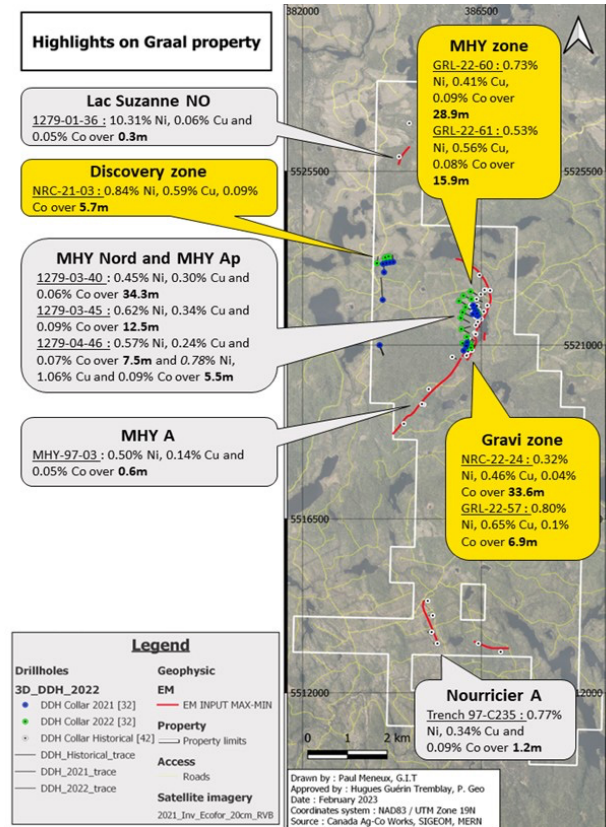 Highlights on Graal property
382000
386500
MHY zone
GRL-22-60 : 0.73%
Ni, 0.41% Cu,
0.09% Co over
28.9m
GRL-22-61 : 0.53%
Ni, 0.56% Cu,
0.08% Co over
15.9m
Lac Suzanne NO
1279-01-36 : 10.31% Ni, 0.06% Cu and
0.05% Co over 0.3m
5525500
5525500
Discovery zone
NRC-21-03 : 0.84% Ni, 0.59% Cu, 0.09%
Co over 5.7m
MHY Nord and MHY Ap
1279-03-40 : 0.45% Ni, 0.30% Cu and
0.06% Co over 34.3m
1279-03-45 : 0.62% Ni, 0.34% Cu and
0.09% Co over 12.5m
1279-04-46 : 0.57% Ni, 0.24% Cu and
0.07% Co over 7.5m and 0.78% Ni,
1.06% Cu and 0.09% Co over 5.5m
5521000
5521000
MHY A
MHY-97-03 : 0.50% Ni, 0.14% Cu and
0.05% Co over 0.6m
Gravi zone
NRC-22-24 : 0.32%
Ni, 0.46% Cu, 0.04%
Co over 33.6m
GRL-22-57 : 0.80%
Ni, 0.65% Cu, 0.1%
Co over 6.9m
5516500
5516500
Legend
Drillholes
3D_DDH_2022
DDH Collar 2021 [32]
DDH Collar 2022 [32]
DDH Collar Historical [42]
DDH_Historical_trace
DDH_2021_trace
DDH_2022_trace
Geophysic
EM
EM INPUT MAX-MIN
Property
Property limits
Access
Roads
Satellite imagery
2021_Inv_Ecofor_20cm_RVB
5512000
5512000
Nourricier A
Trench 97-C235 : 0.77%
Ni, 0.34% Cu and
0.09% Co over 1.2m
0 1 2 km
Drawn by : Paul Meneux, G.I.T
Approved by : Hugues Guérin Tremblay, P. Geo
Date : February 2023
Coordinates system : NAD83 / UTM Zone 19N
Source : Canada Ag-Co Works, SIGEOM, MERN